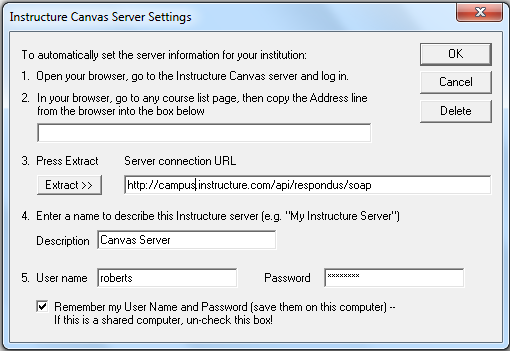 Instructure Canvas Server Settings
To automatically set the server information for your institution:
OK
1. Open your browser, go to the Instructure Canvas server and log in.
Cancel
2. In your browser, go to any course list page, then copy the Address line
from the browser into the box below
Delete
3. Press Extract Server connection URL
Extract >> http://campus.instructure.com/api/respondus/soap
4. Enter a name to describe this Instructure server (e.g. "My Instructure Server")
Description Canvas Server
5. User name roberts Password ********
Remember my User Name and Password (save them on this computer) --
If this is a shared computer, un-check this box!